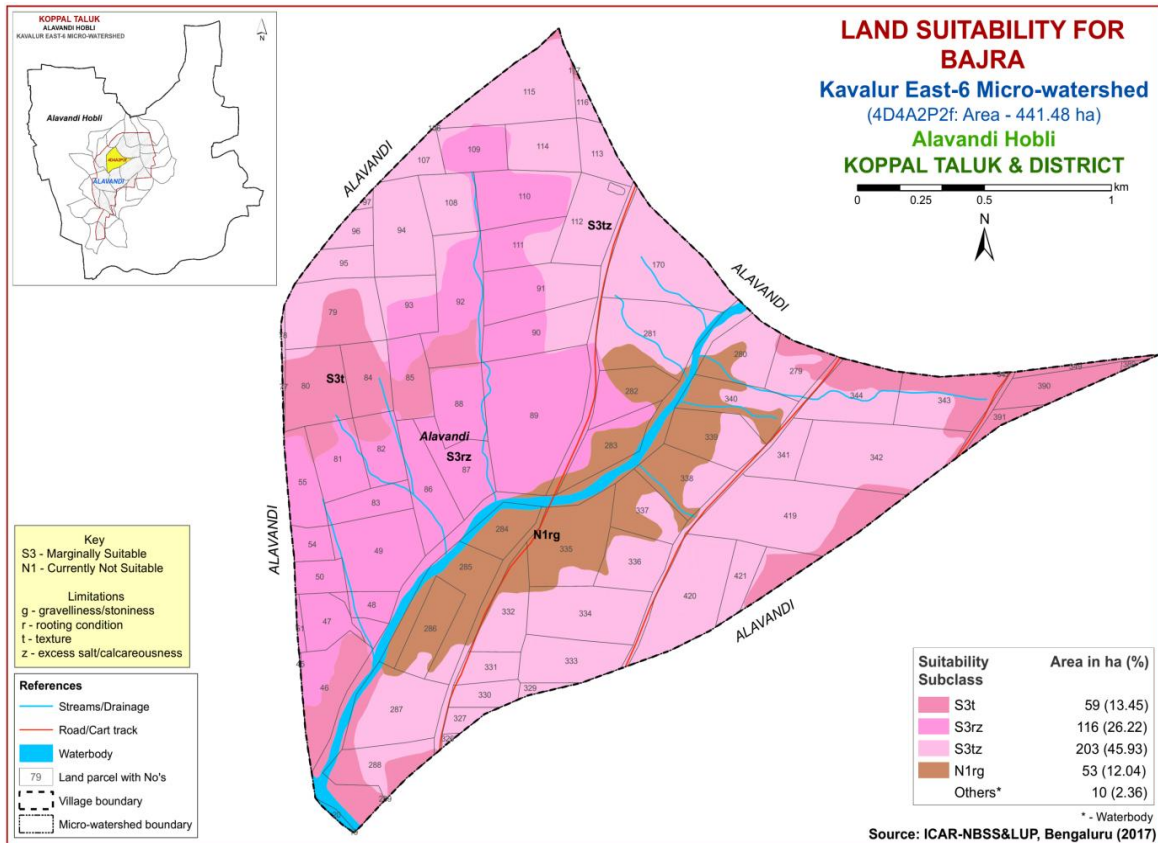 KOPPAL TALUK
ALAVANDI HOBLI
KAVALUR EAST-6 MICRO-WATERSHED
N
Alavandi Hobli
ALAVANDI
LAND SUITABILITY FOR
BAJRA
Kavalur East-6 Micro-watershed
(4D4A2P2f: Area - 441.48 ha)
Alavandi Hobli
KOPPAL TALUK & DISTRICT
km
0 0.25 0.5 1
N
115
116
109
114
113
107
110
108
97
112
S3tz
96
94
111
170
95
91
93
92
79
90
281
280
S3t
84
80
85
282
279
88
89
340
344
343
390
391
Alavandi
S3rz
87
283
339
341
342
81
82
55
86
338
83
284
N1rg
337
419
54
49
335
285
336
421
50
420
48
47
332
334
286
46
331
333
330
329
287
327
288
ALAVANDI
ALAVANDI
ALAVANDI
ALAVANDI
Key
S3 - Marginally Suitable
N1 - Currently Not Suitable
Limitations
g - gravelliness/stoniness
r - rooting condition
t - texture
z - excess salt/calcareousness
References
Streams/Drainage
Road/Cart track
Waterbody
79 Land parcel with No's
Village boundary
Micro-watershed boundary
Suitability Subclass Area in ha (%)
S3t 59 (13.45)
S3rz 116 (26.22)
S3tz 203 (45.93)
N1rg 53 (12.04)
Others* 10 (2.36)
* - Waterbody
Source: ICAR-NBSS&LUP, Bengaluru (2017)